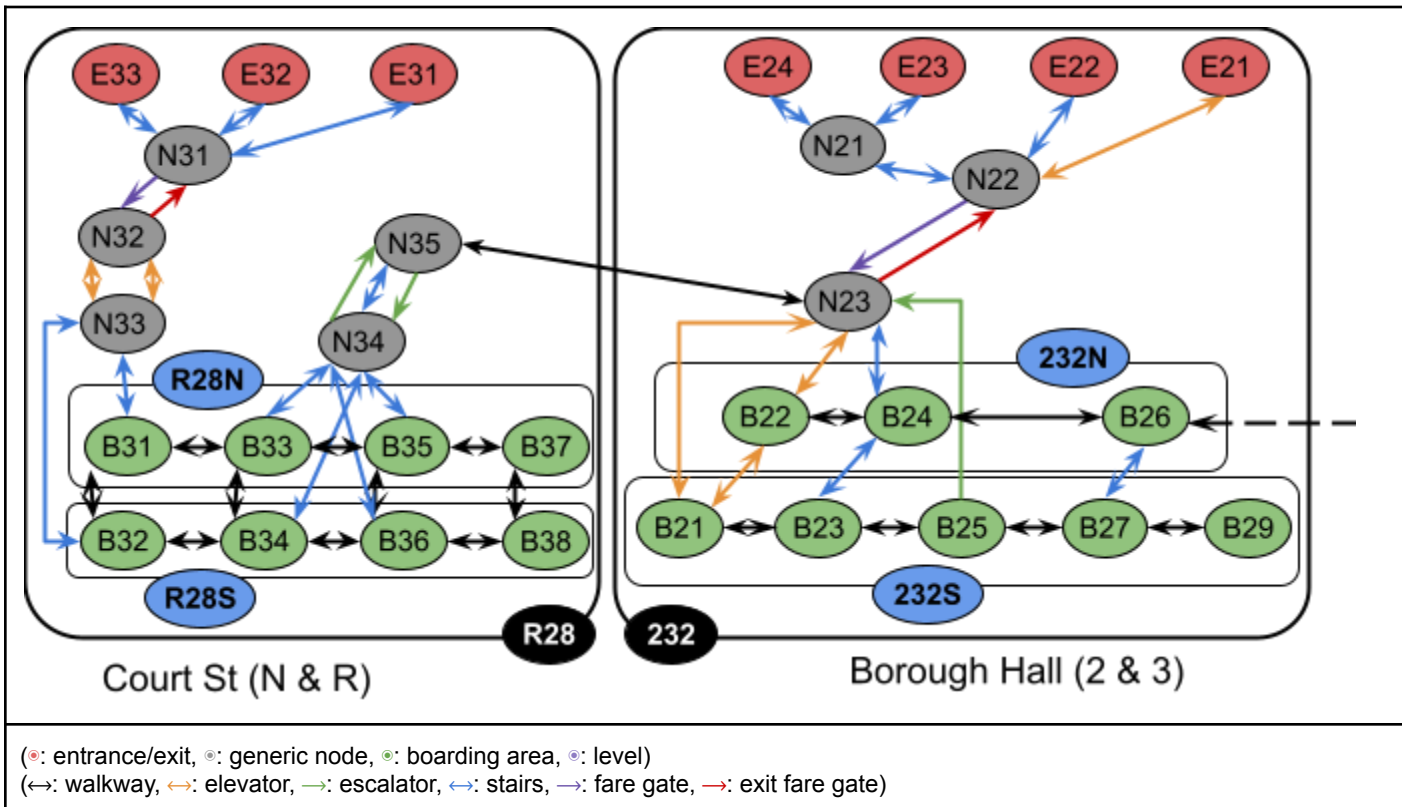 E33 E32 E31 E24 E23 E22 E21
N31 N21 N22
N32 N35
N33 N34 N23
R28N 232N
B31 B33 B35 B37 B22 B24 B26
B32 B34 B36 B38 B21 B23 B25 B27 B29
R28S 232S
R28 232
Court St (N & R) Borough Hall (2 & 3)
(: entrance/exit, : generic node, : boarding area, : level)
(↔: walkway, ↔: elevator, →: escalator, ↔: stairs, →: fare gate, →: exit fare gate)